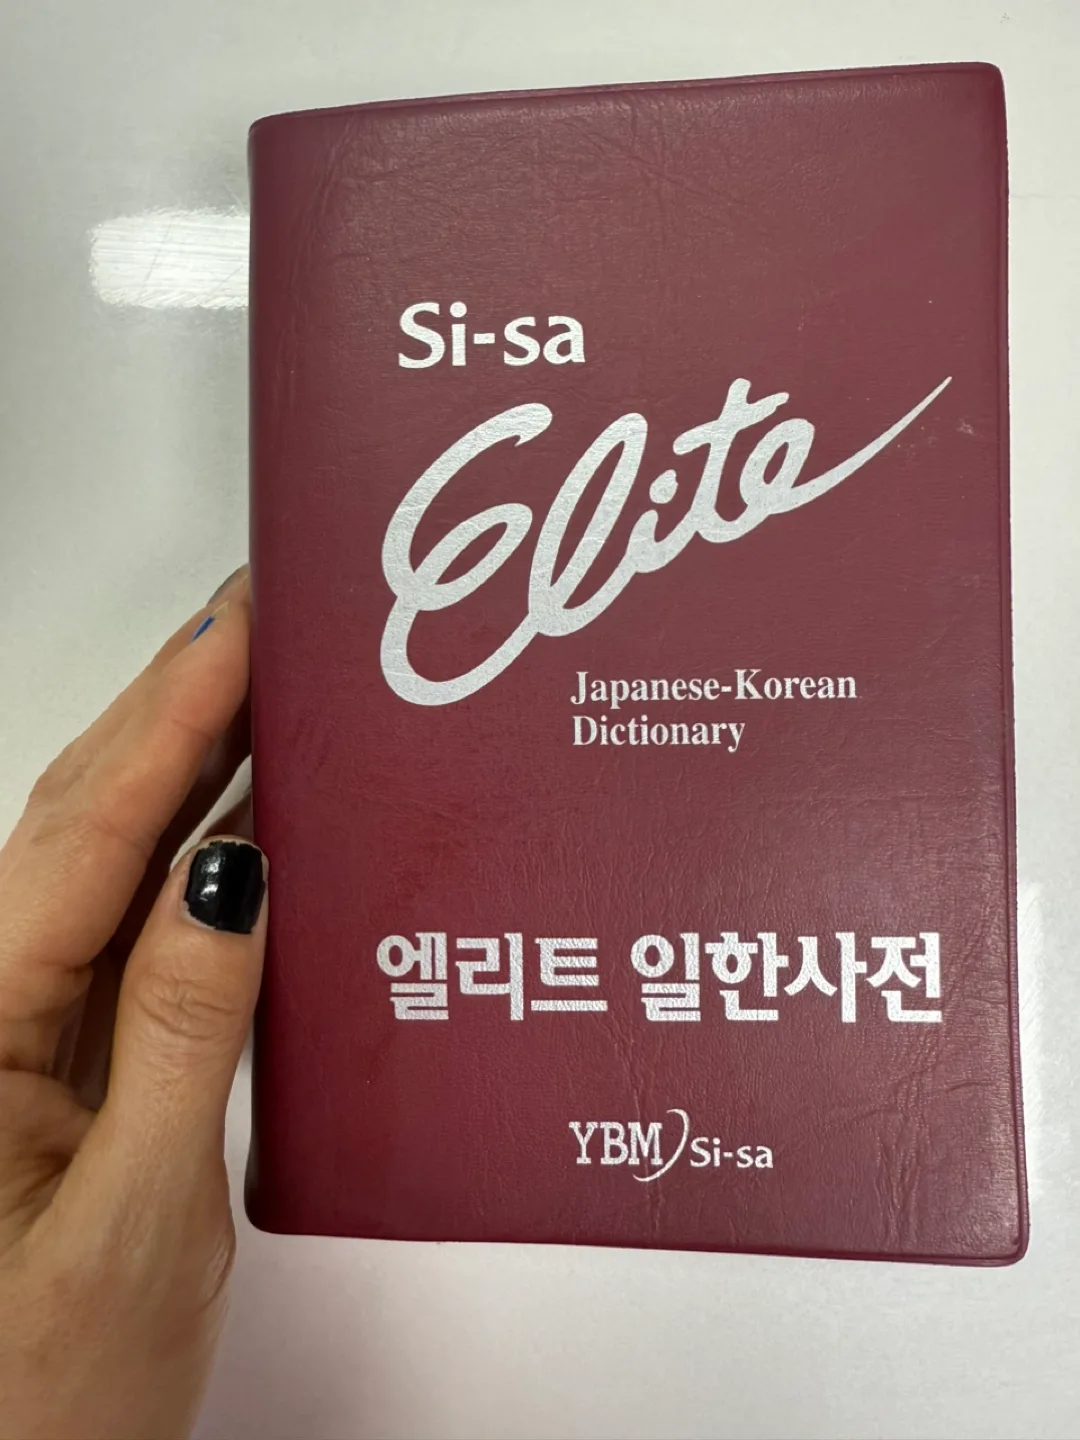 Si-sa
Elite
Japanese-Korean
Dictionary
엘리트 일한사전
YBM Si-sa